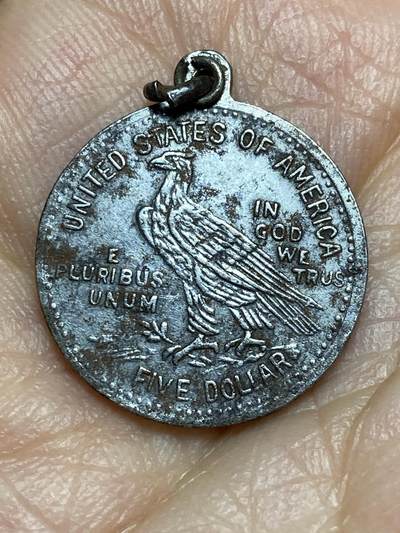 UNITED STATES OF AMERICA
E
PLURIBUS
UNUM
IN
GOD
WE
TRUS
FIVE DOLLAR